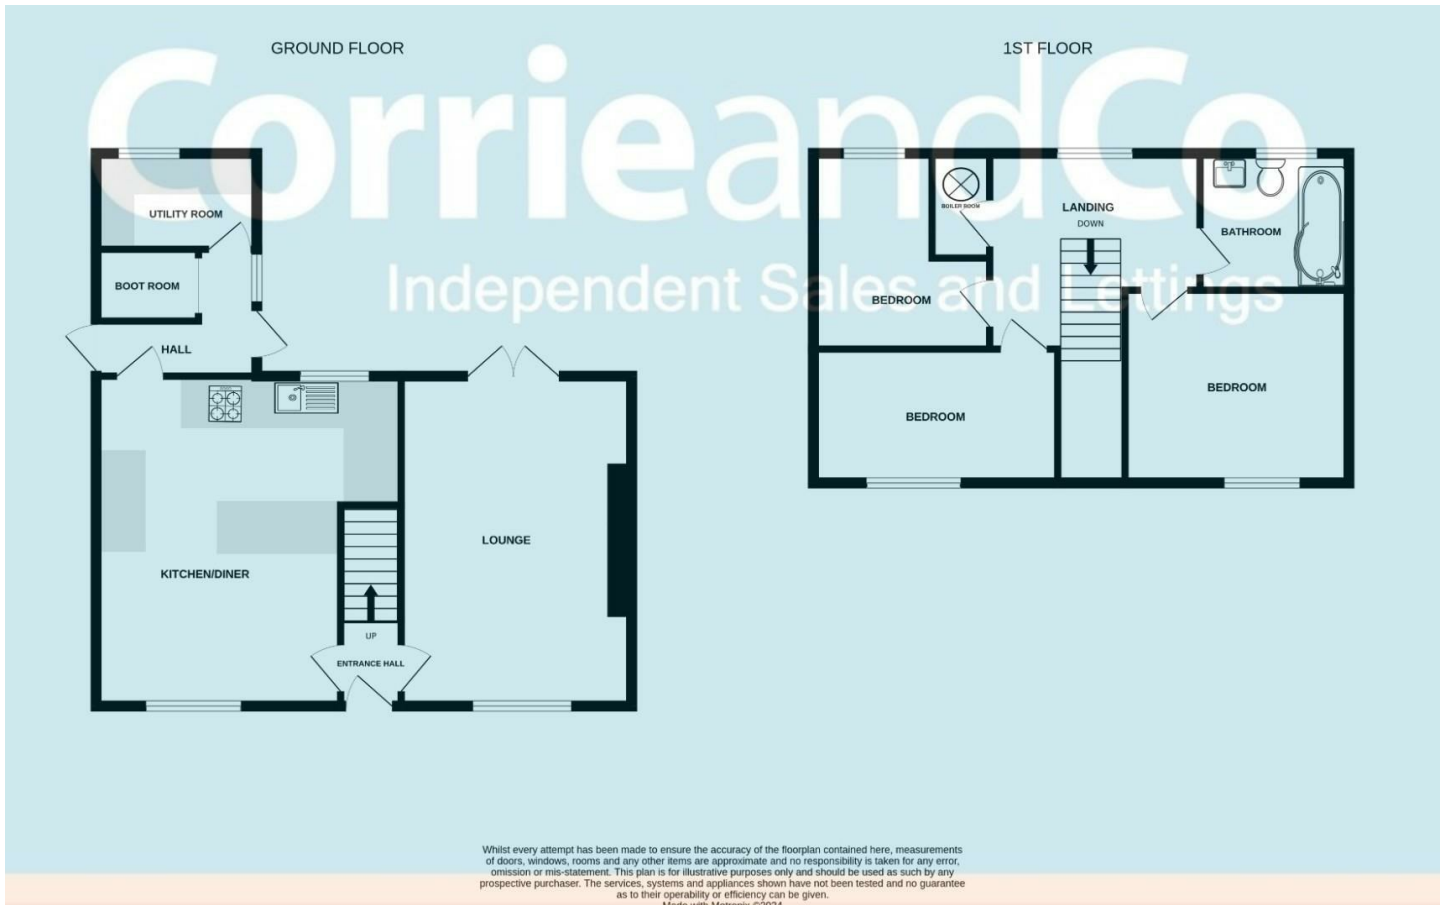 GROUND FLOOR
1ST FLOOR
CorrieandCo
Independent Sales and Lettings
UTILITY ROOM
BOOT ROOM
HALL
KITCHEN/DINER
LOUNGE
UP
ENTRANCE HALL
BOILER ROOM
LANDING
DOWN
BATHROOM
BEDROOM
BEDROOM
BEDROOM
Whilst every attempt has been made to ensure the accuracy of the floorplan contained here, measurements
of doors, windows, rooms and any other items are approximate and no responsibility is taken for any error,
omission or mis-statement. This plan is for illustrative purposes only and should be used as such by any
prospective purchaser. The services, systems and appliances shown have not been tested and no guarantee
as to their operability or efficiency can be given.
Made with Metropix ©2024